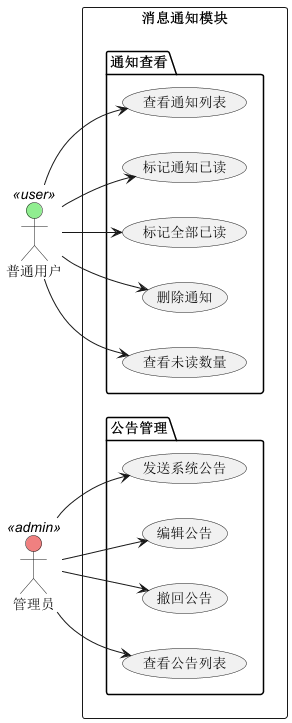 消息通知模块
通知查看
查看通知列表
标记通知已读
«user»
普通用户
标记全部已读
删除通知
查看未读数量
公告管理
发送系统公告
«admin»
管理员
编辑公告
撤回公告
查看公告列表